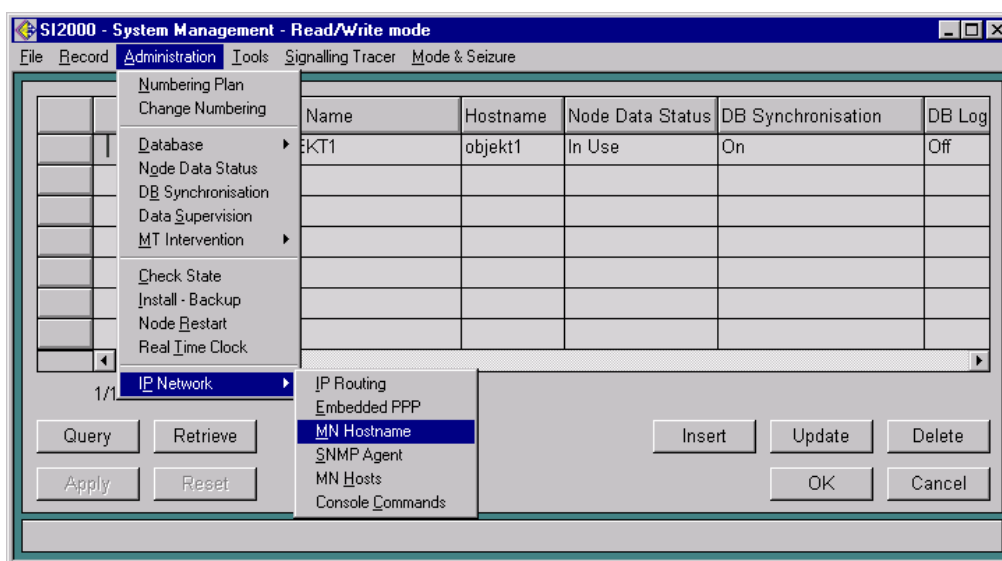 SI2000 - System Management - Read/Write mode
File Record Administration Tools Signalling Tracer Mode & Seizure
Numbering Plan
Change Numbering
Database
Node Data Status
DB Synchronisation
Data Supervision
MT Intervention
Check State
Install - Backup
Node Restart
Real Time Clock
IP Network
IP Routing
Embedded PPP
MN Hostname
SNMP Agent
MN Hosts
Console Commands
Name Hostname Node Data Status DB Synchronisation DB Log
EKT1 objekt1 In Use On Off
1/1
Query Retrieve Insert Update Delete
Apply Reset OK Cancel